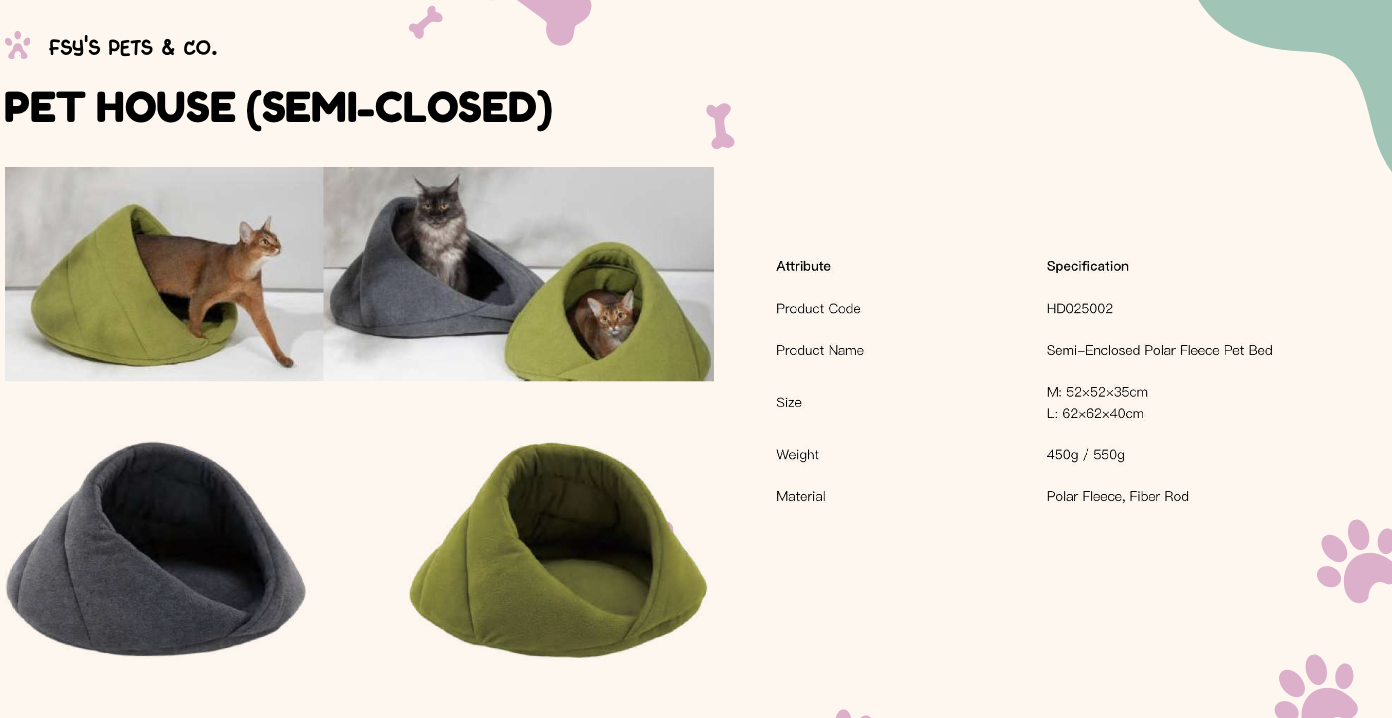 FSY'S PETS & CO.
PET HOUSE (SEMI-CLOSED)
Attribute Specification
Product Code HD025002
Product Name Semi-Enclosed Polar Fleece Pet Bed
Size M: 52×52×35cm
L: 62×62×40cm
Weight 450g / 550g
Material Polar Fleece, Fiber Rod